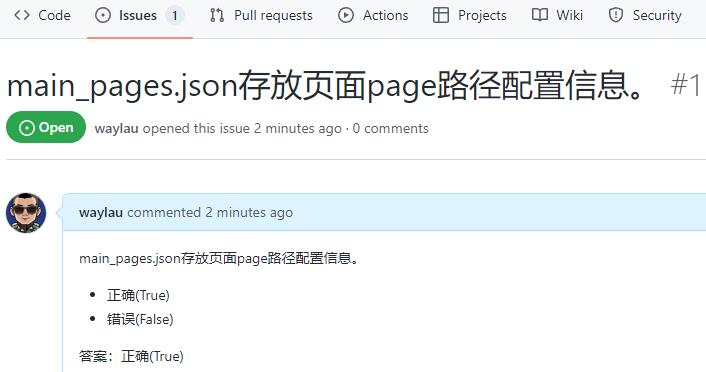 Code Issues 1 Pull requests Actions Projects Wiki Security
main_pages.json存放页面page路径配置信息。 #1
Open waylau opened this issue 2 minutes ago · 0 comments
waylau commented 2 minutes ago
main_pages.json存放页面page路径配置信息。
• 正确(True)
• 错误(False)
答案：正确(True)